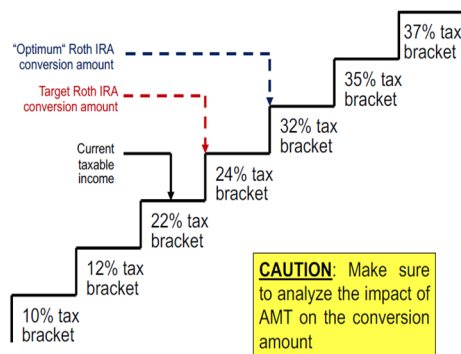 37% tax
bracket
"Optimum" Roth IRA
conversion amount
35% tax
bracket
Target Roth IRA
conversion amount
32% tax
bracket
Current
taxable
income
24% tax
bracket
22% tax
bracket
12% tax
bracket
10% tax
bracket
CAUTION: Make sure
to analyze the impact of
AMT on the conversion
amount